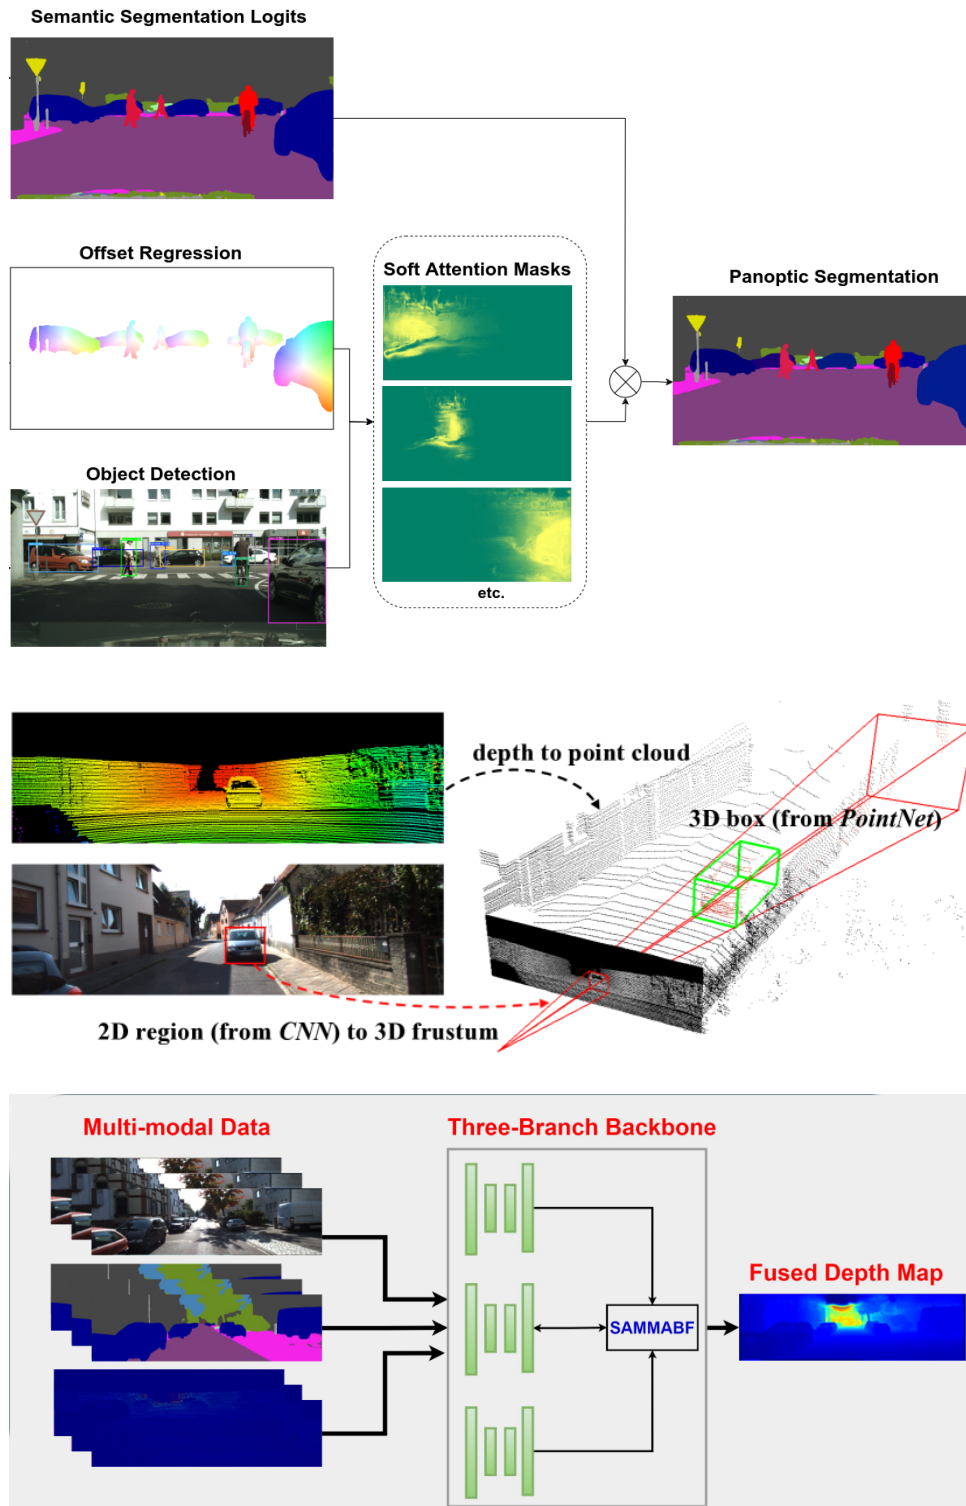 Semantic Segmentation Logits
Offset Regression
Soft Attention Masks
Panoptic Segmentation
Object Detection
etc.
depth to point cloud
3D box (from PointNet)
2D region (from CNN) to 3D frustum
Multi-modal Data
Three-Branch Backbone
Fused Depth Map
SAMMABF